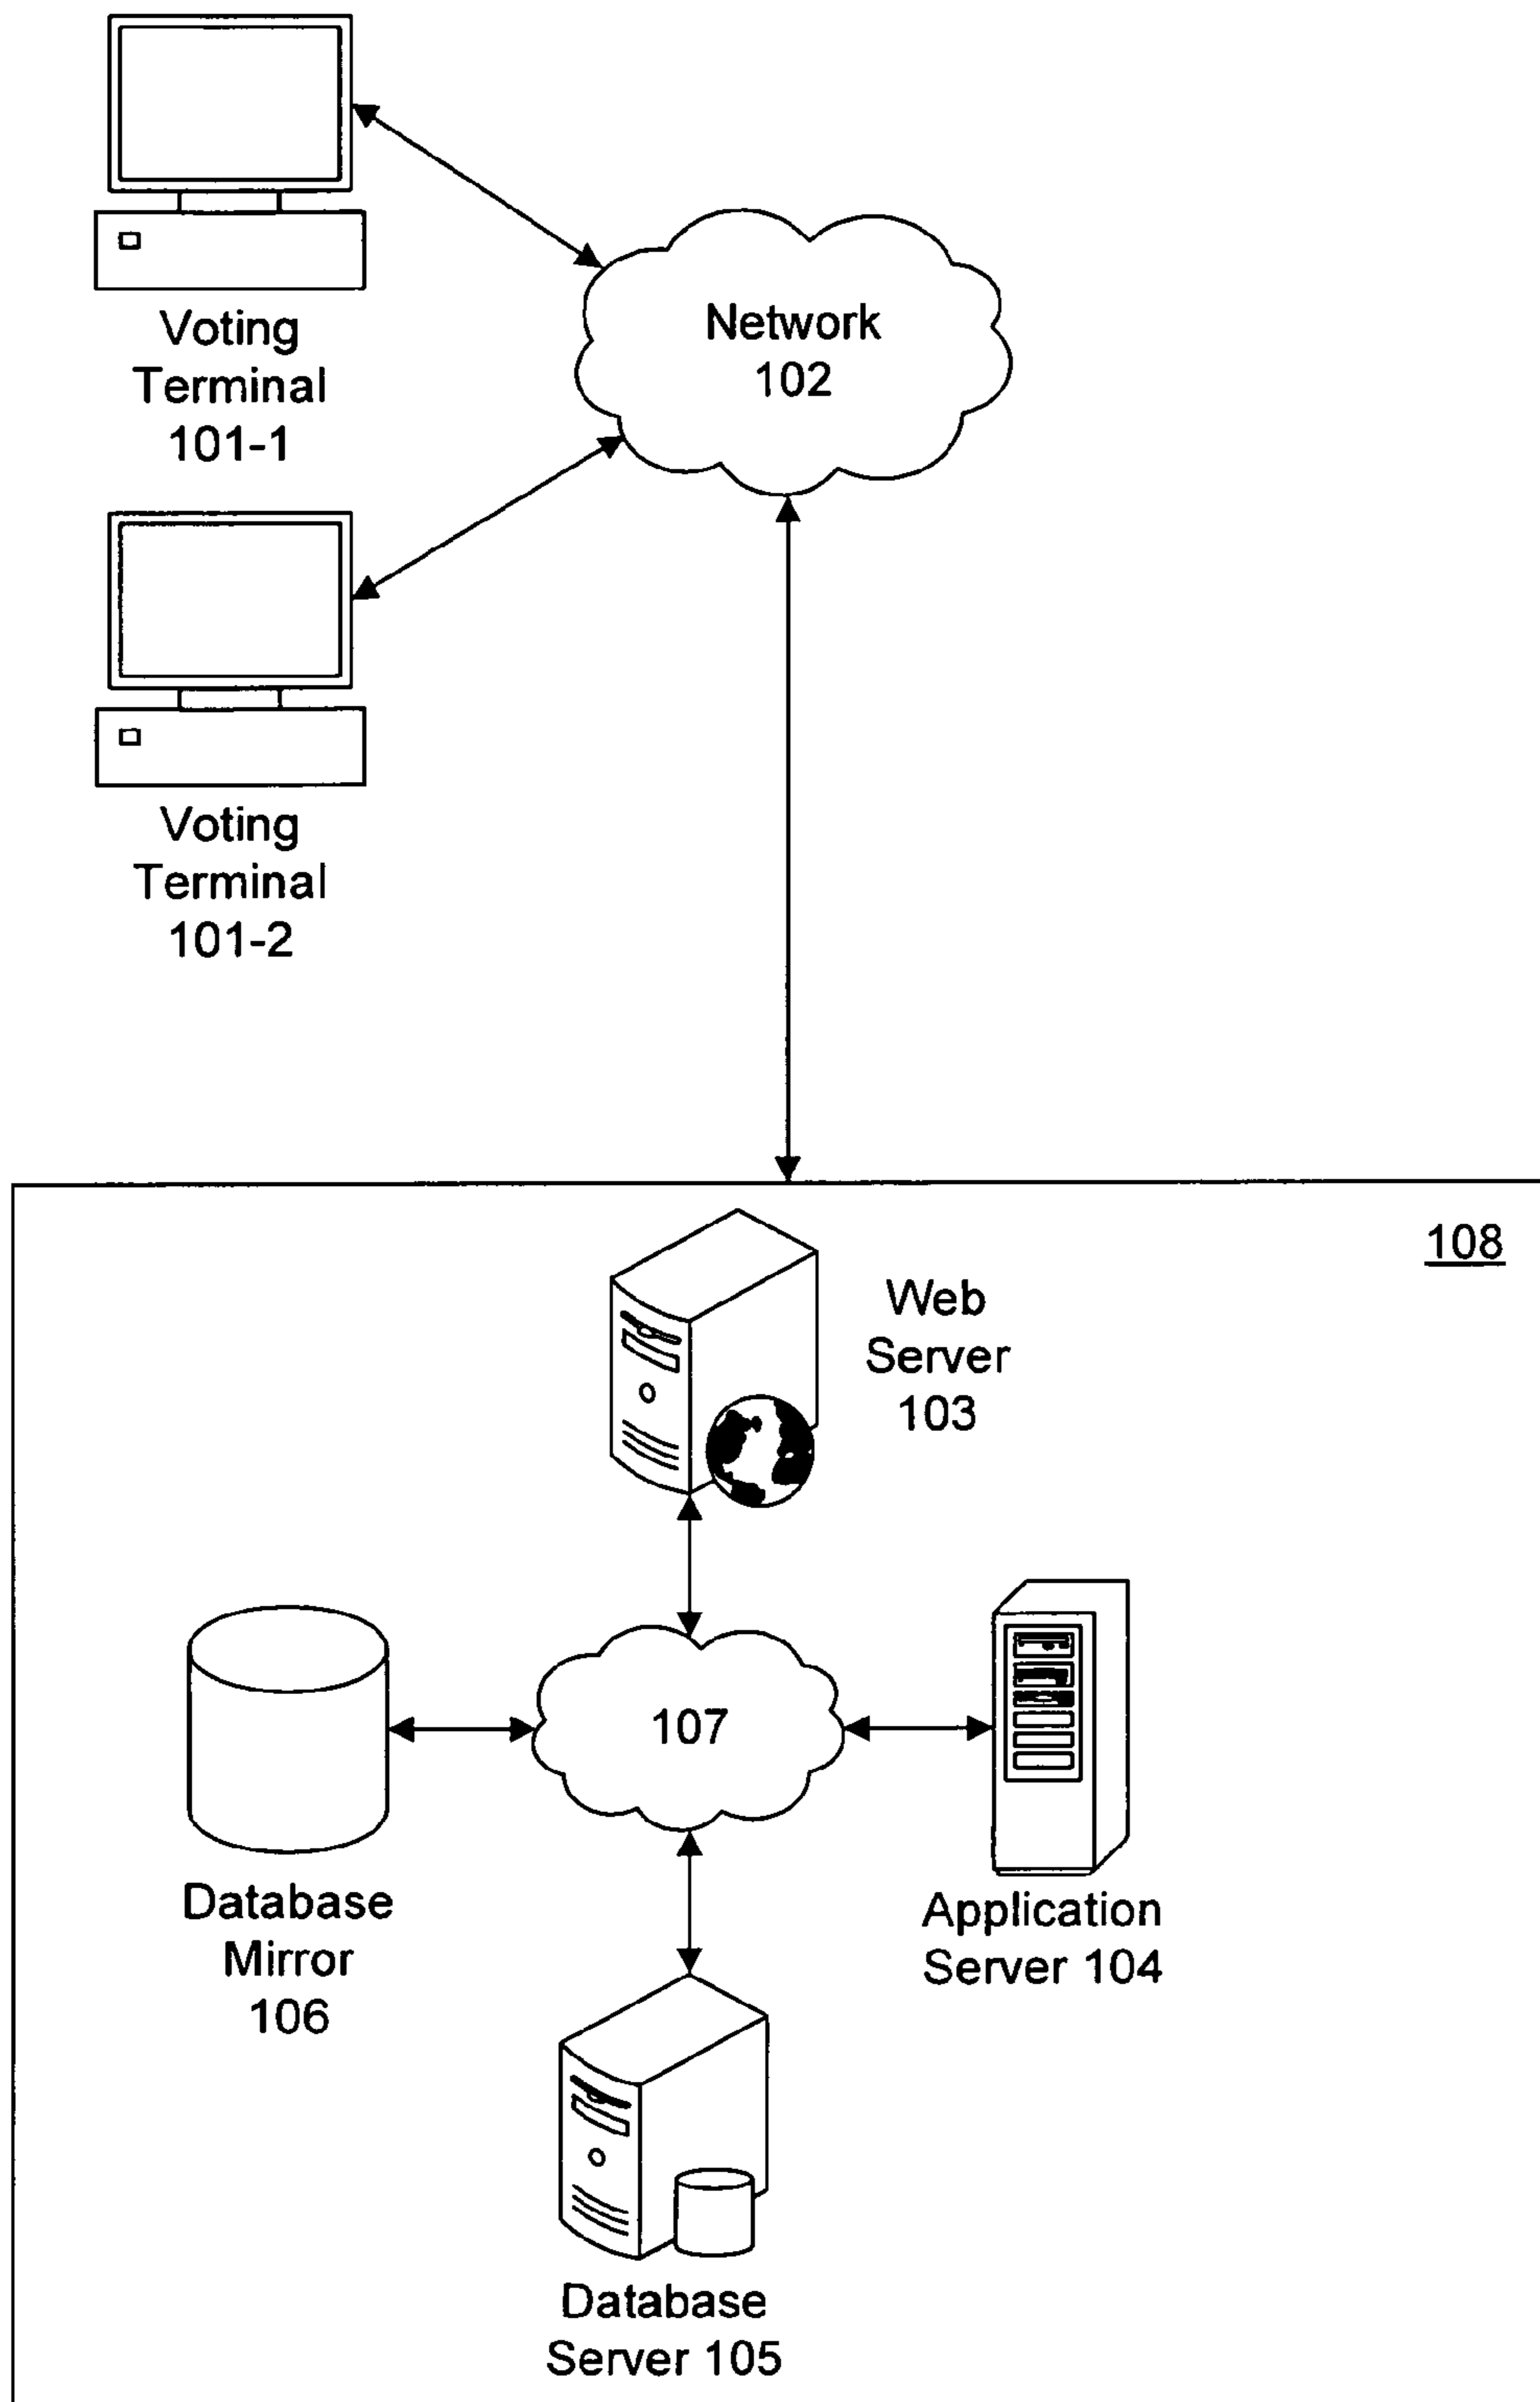 Voting
Terminal
101-1
Network
102
Voting
Terminal
101-2
108
Web
Server
103
107
Database
Mirror
106
Application
Server 104
Database
Server 105